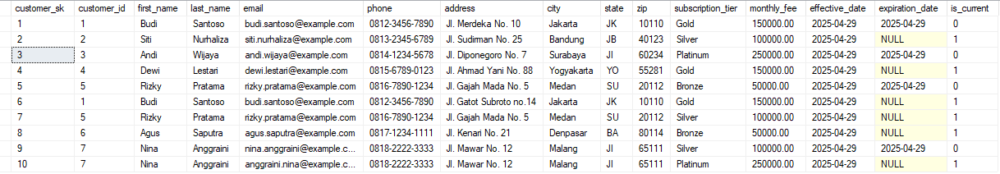 customer_sk customer_id first_name last_name email phone address city state zip subscription_tier monthly_fee effective_date expiration_date is_current
1 1 Budi Santoso budi.santoso@example.com 0812-3456-7890 Jl. Merdeka No. 10 Jakarta JK 10110 Gold 150000.00 2025-04-29 2025-04-29 0
2 2 Siti Nurhaliza siti.nurhaliza@example.com 0813-2345-6789 Jl. Sudirman No. 25 Bandung JB 40123 Silver 100000.00 2025-04-29 NULL 1
3 3 Andi Wijaya andi.wijaya@example.com 0814-1234-5678 Jl. Diponegoro No. 7 Surabaya JI 60234 Platinum 250000.00 2025-04-29 2025-04-29 0
4 4 Dewi Lestari dewi.lestari@example.com 0815-6789-0123 Jl. Ahmad Yani No. 88 Yogyakarta YO 55281 Gold 150000.00 2025-04-29 NULL 1
5 5 Rizky Pratama rizky.pratama@example.com 0816-7890-1234 Jl. Gajah Mada No. 5 Medan SU 20112 Bronze 50000.00 2025-04-29 2025-04-29 0
6 1 Budi Santoso budi.santoso@example.com 0812-3456-7890 Jl. Gatot Subroto no.14 Jakarta JK 10110 Gold 150000.00 2025-04-29 NULL 1
7 5 Rizky Pratama rizky.pratama@example.com 0816-7890-1234 Jl. Gajah Mada No. 5 Medan SU 20112 Silver 100000.00 2025-04-29 NULL 1
8 6 Agus Saputra agus.saputra@example.com 0817-1234-1111 Jl. Kenari No. 21 Denpasar BA 80114 Bronze 50000.00 2025-04-29 NULL 1
9 7 Nina Anggraini nina.anggraini@example.c... 0818-2222-3333 Jl. Mawar No. 12 Malang JI 65111 Silver 100000.00 2025-04-29 2025-04-29 0
10 7 Nina Anggraini anggraini.nina@example.c... 0818-2222-3333 Jl. Mawar No. 12 Malang JI 65111 Platinum 250000.00 2025-04-29 NULL 1